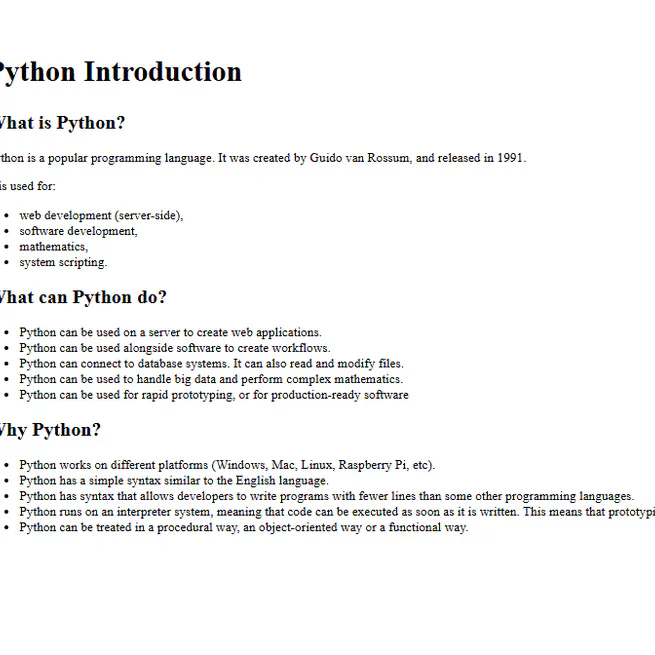 Python Introduction
What is Python?
thon is a popular programming language. It was created by Guido van Rossum, and released in 1991.
is used for:
web development (server-side),
software development,
mathematics,
system scripting.
What can Python do?
Python can be used on a server to create web applications.
Python can be used alongside software to create workflows.
Python can connect to database systems. It can also read and modify files.
Python can be used to handle big data and perform complex mathematics.
Python can be used for rapid prototyping, or for production-ready software
Why Python?
Python works on different platforms (Windows, Mac, Linux, Raspberry Pi, etc).
Python has a simple syntax similar to the English language.
Python has syntax that allows developers to write programs with fewer lines than some other programming languages.
Python runs on an interpreter system, meaning that code can be executed as soon as it is written. This means that prototypi
Python can be treated in a procedural way, an object-oriented way or a functional way.